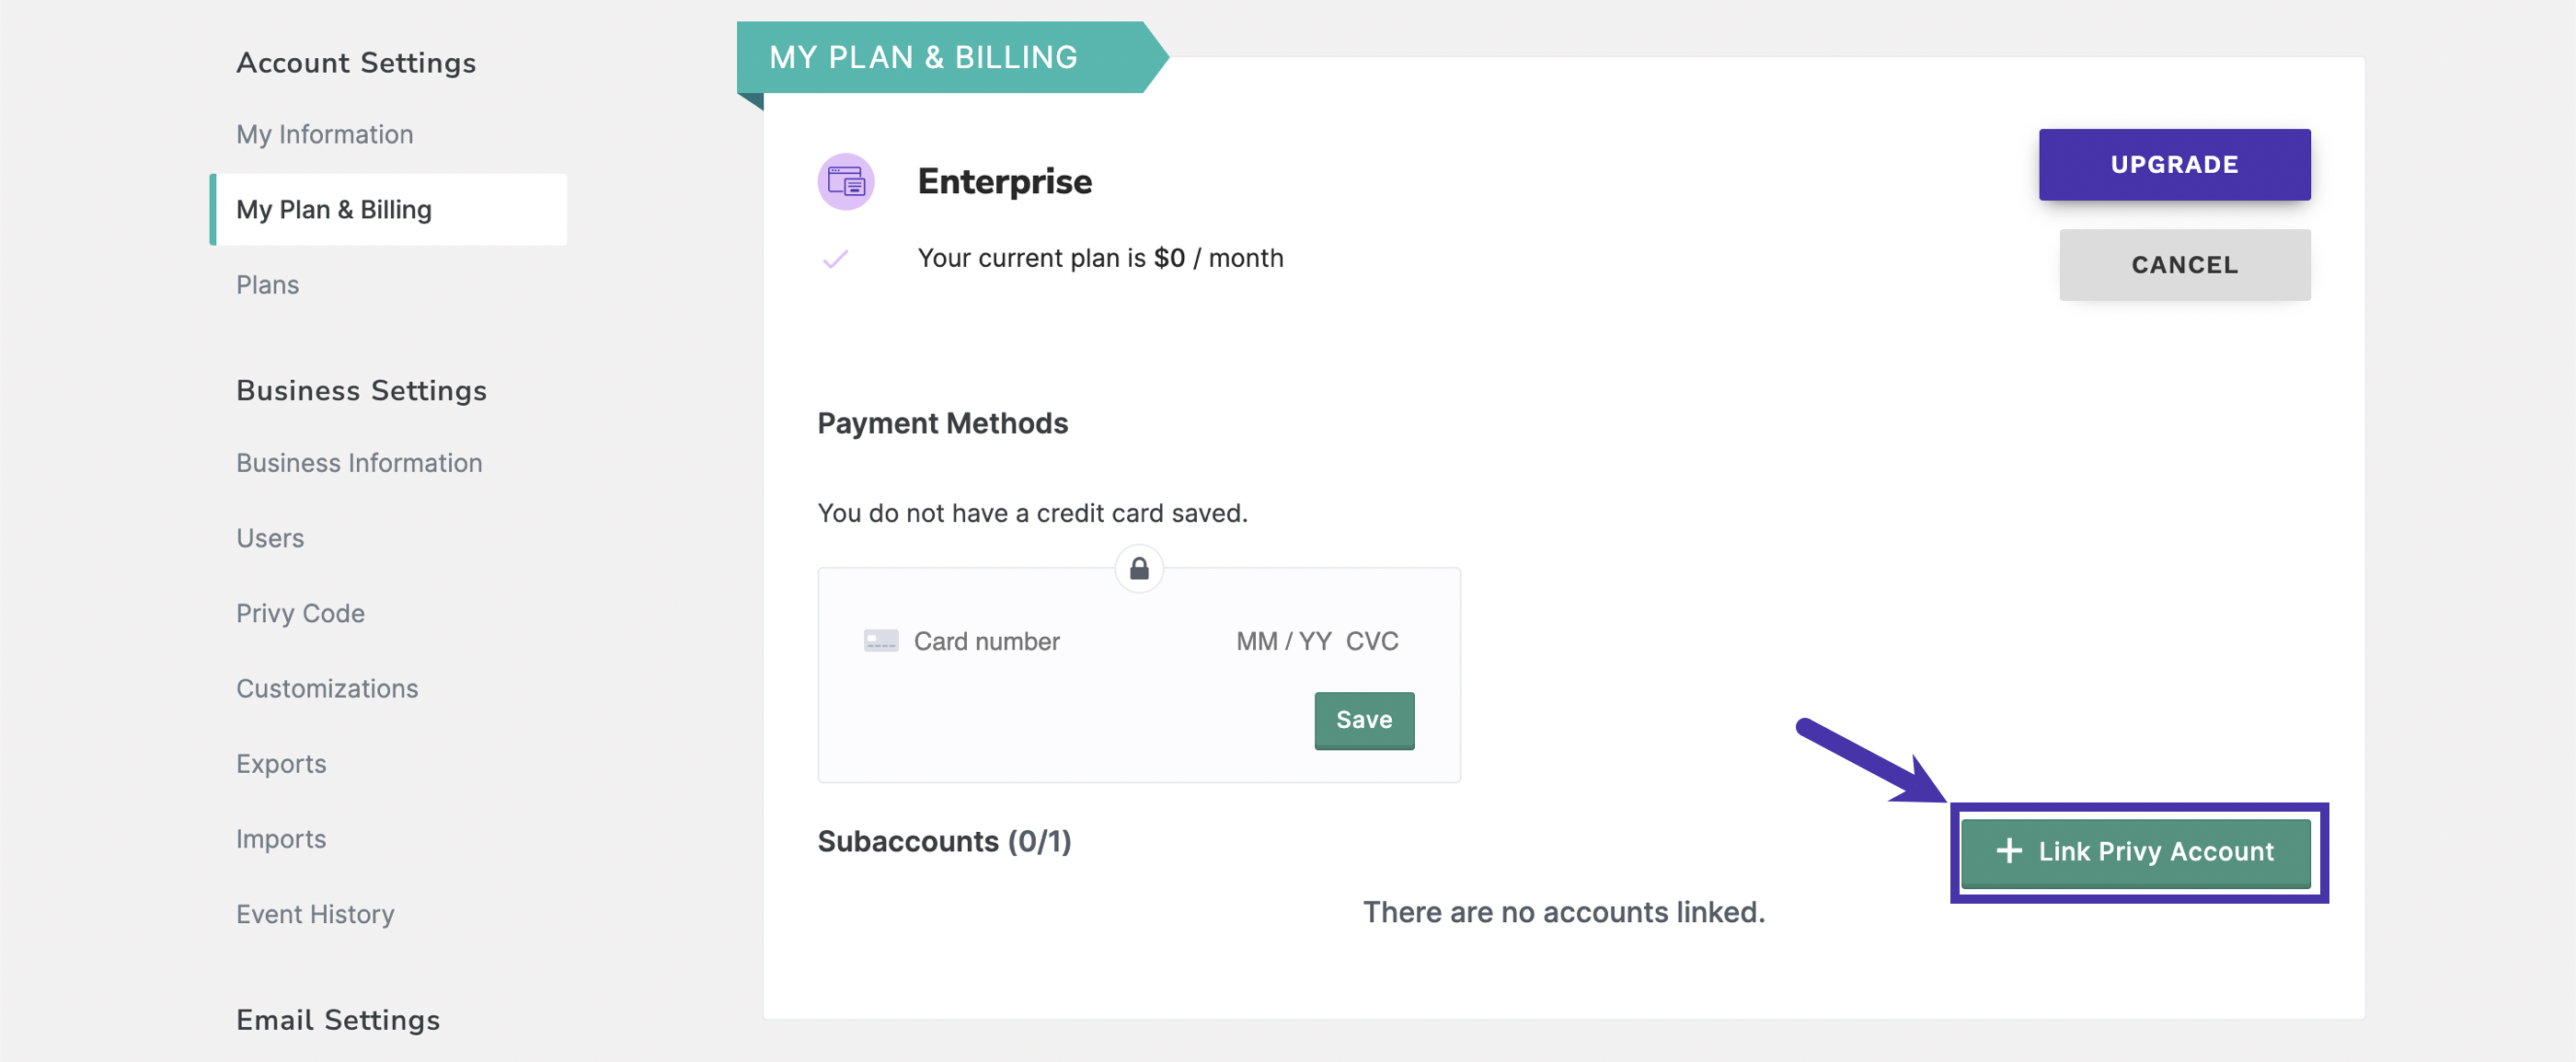 Account Settings
My Information
My Plan & Billing
Plans
Business Settings
Business Information
Users
Privy Code
Customizations
Exports
Imports
Event History
Email Settings
MY PLAN & BILLING
Enterprise
Your current plan is $0 / month
UPGRADE
CANCEL
Payment Methods
You do not have a credit card saved.
Card number MM / YY CVC
Save
Subaccounts (0/1)
+ Link Privy Account
There are no accounts linked.